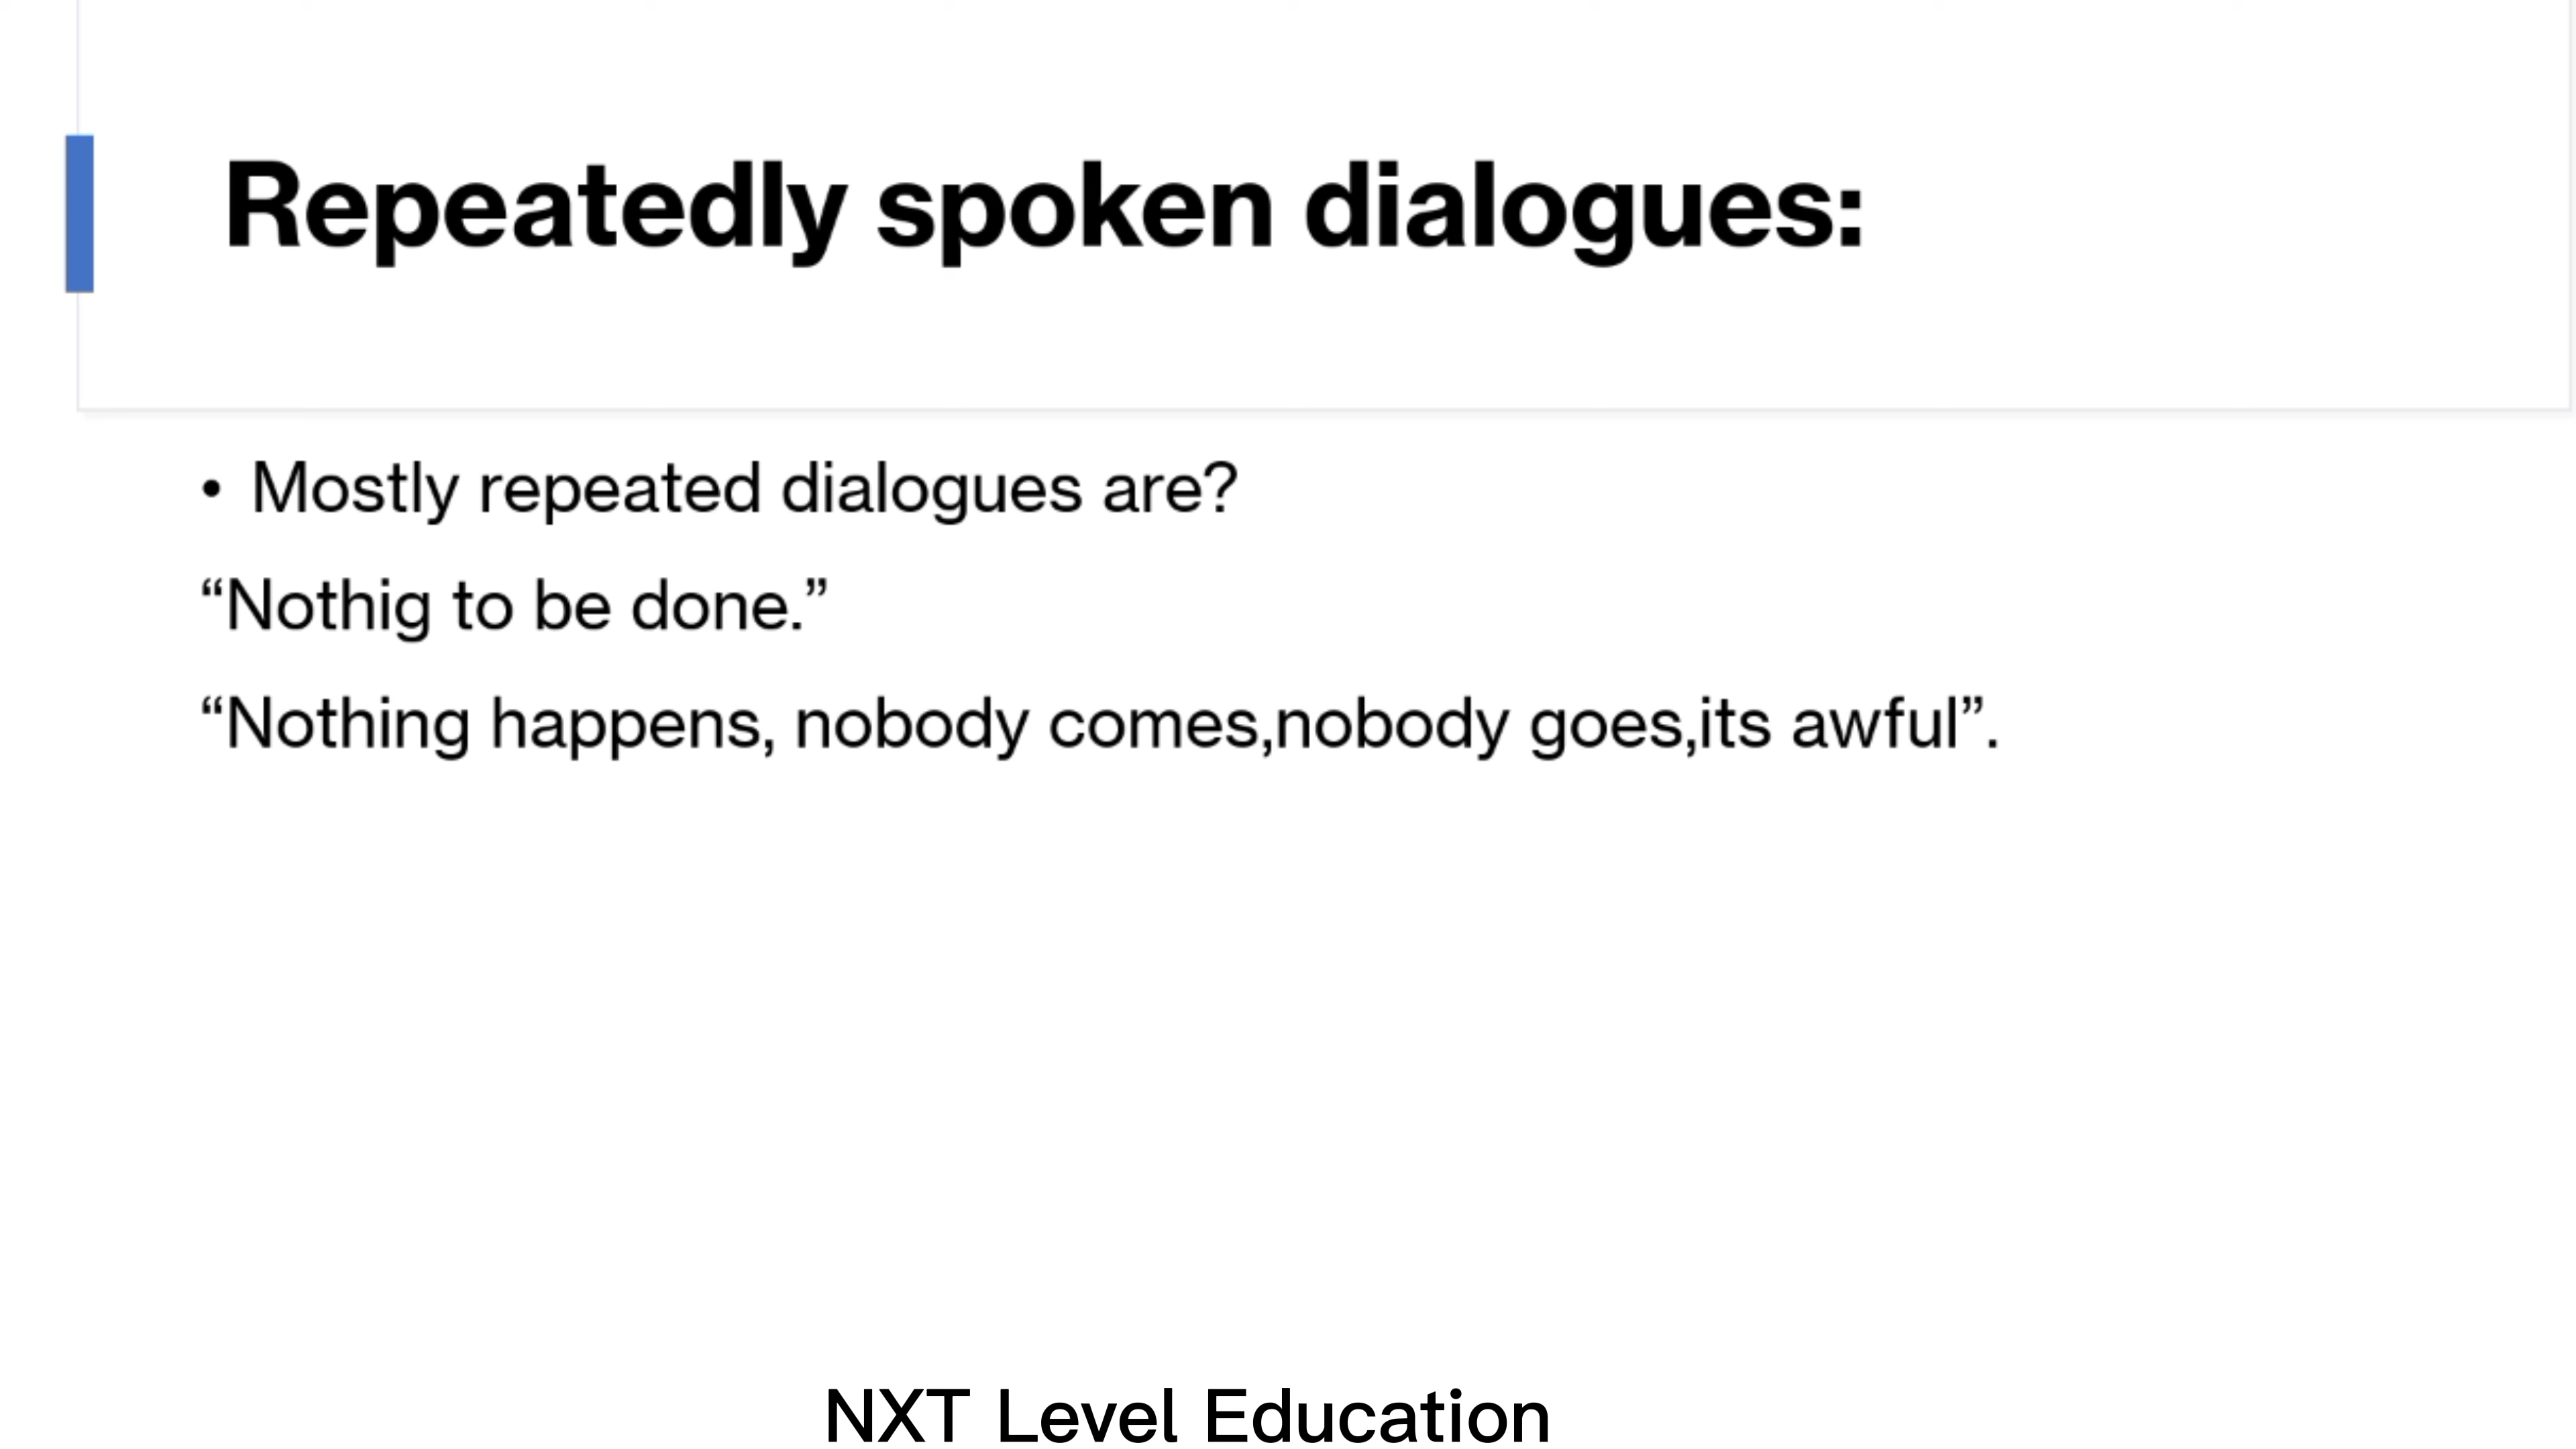 Repeatedly spoken dialogues:
• Mostly repeated dialogues are?
“Nothig to be done.”
“Nothing happens, nobody comes,nobody goes,its awful”.
NXT Level Education